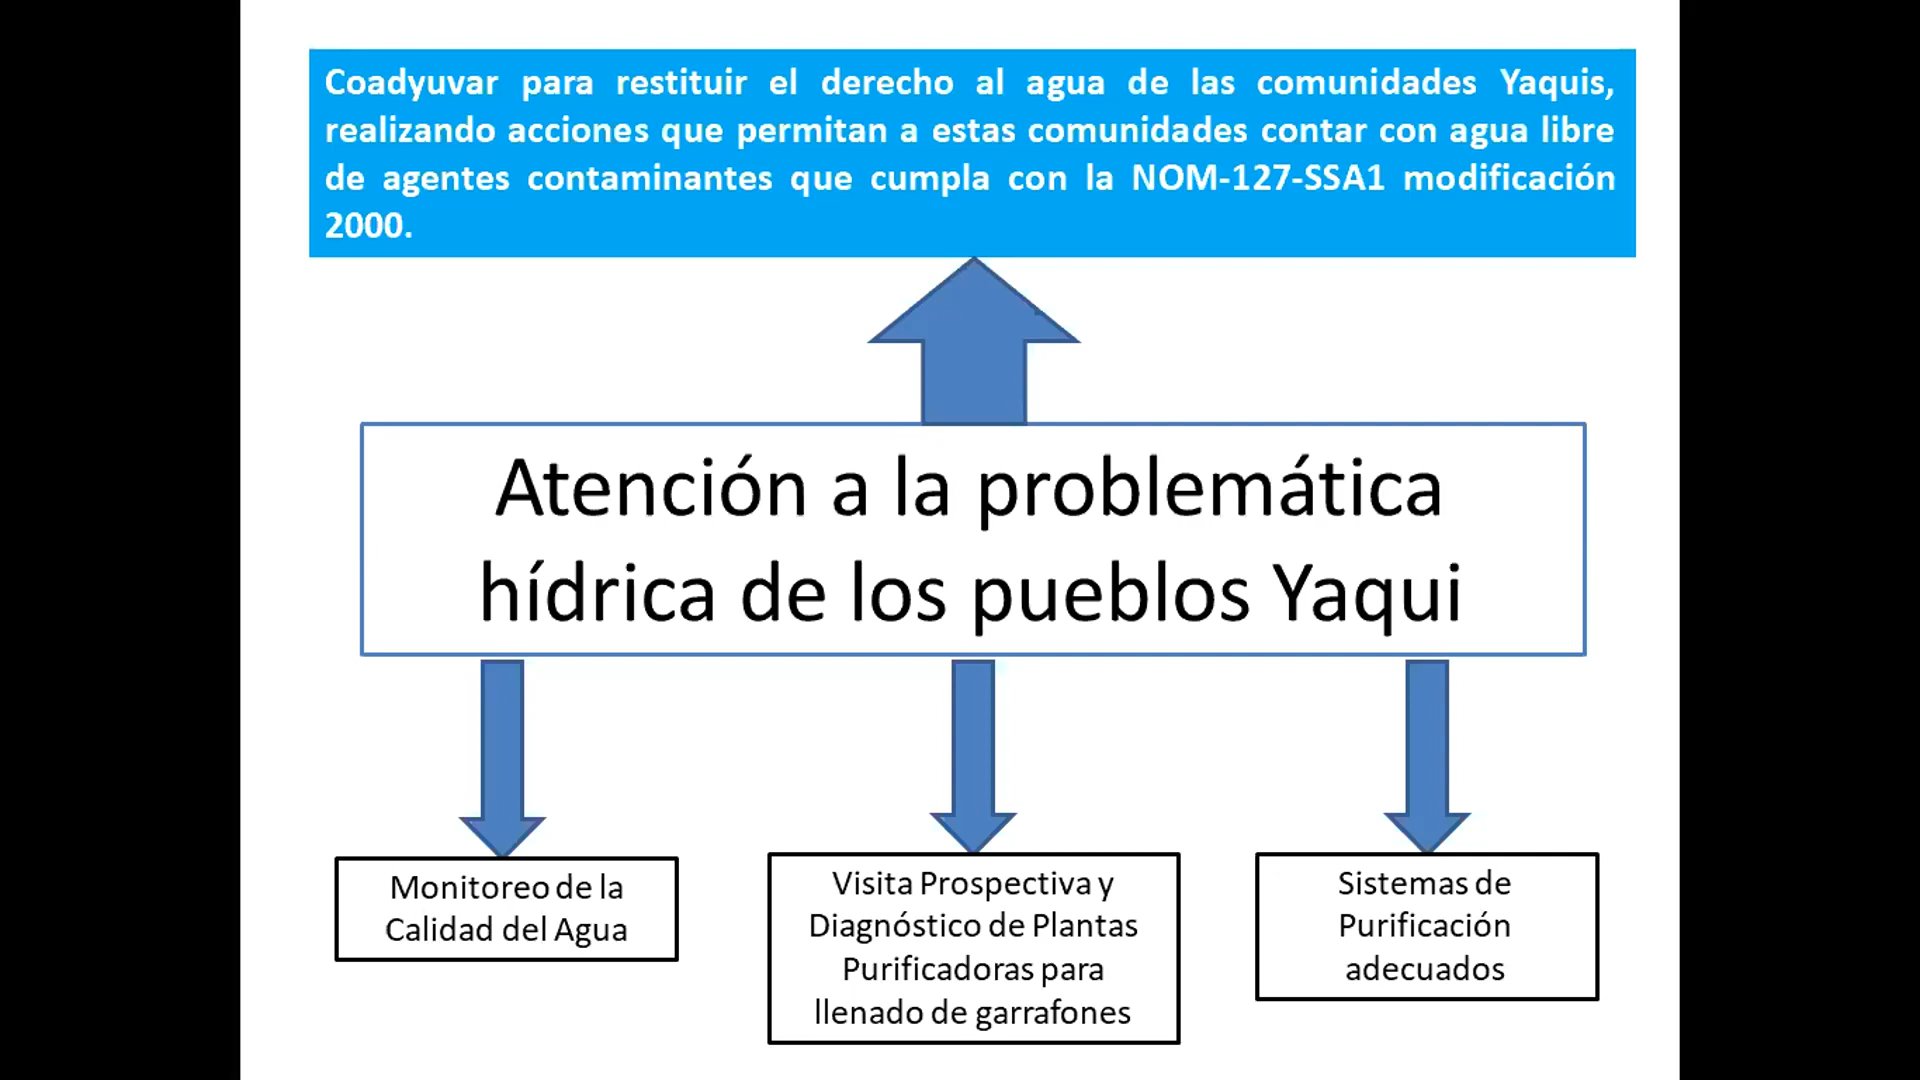 Coadyuvar para restituir el derecho al agua de las comunidades Yaquis,
realizando acciones que permitan a estas comunidades contar con agua libre
de agentes contaminantes que cumpla con la NOM-127-SSA1 modificación
2000.
Atención a la problemática
hídrica de los pueblos Yaqui
Monitoreo de la
Calidad del Agua
Visita Prospectiva y
Diagnóstico de Plantas
Purificadoras para
llenado de garrafones
Sistemas de
Purificación
adecuados